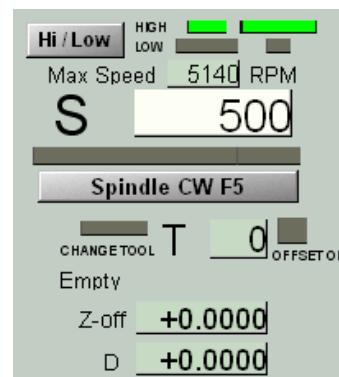 Hi / Low HIGH
LOW
Max Speed 5140 RPM
S 500
Spindle CW F5
CHANGE TOOL T 0 OFFSET
Empty
Z-off +0.0000
D +0.0000